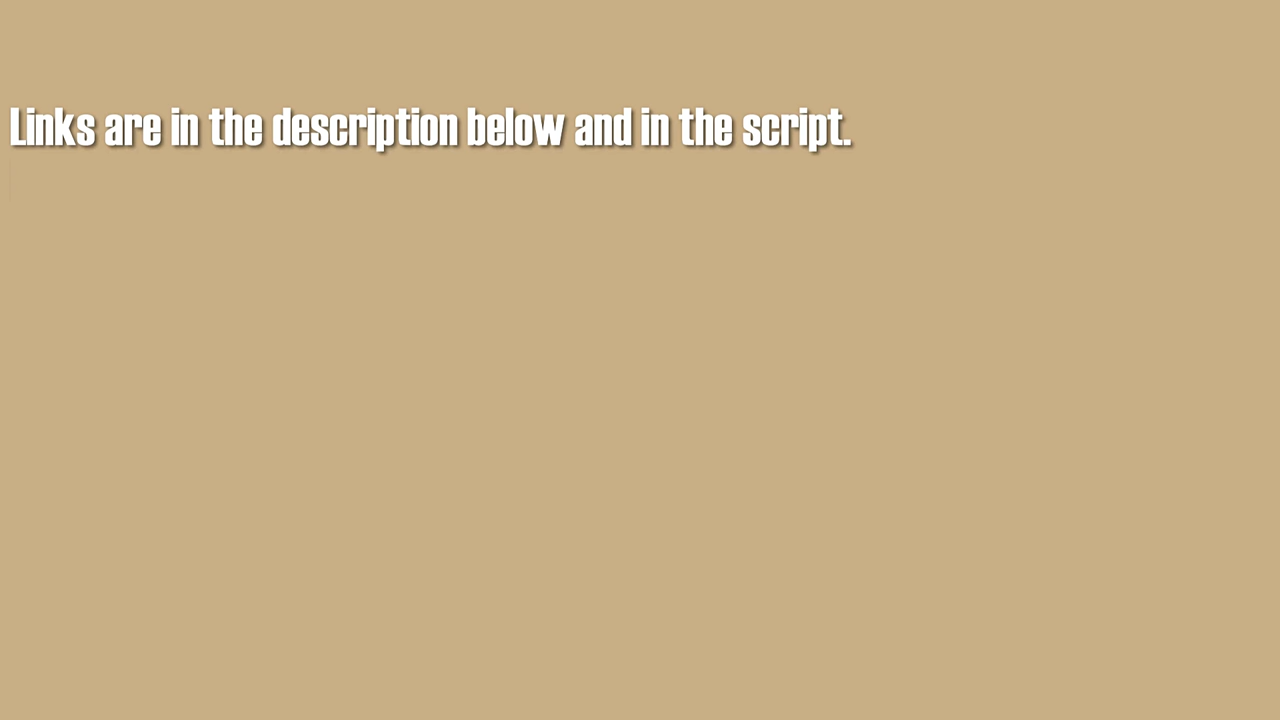 Links are in the description below and in the script.